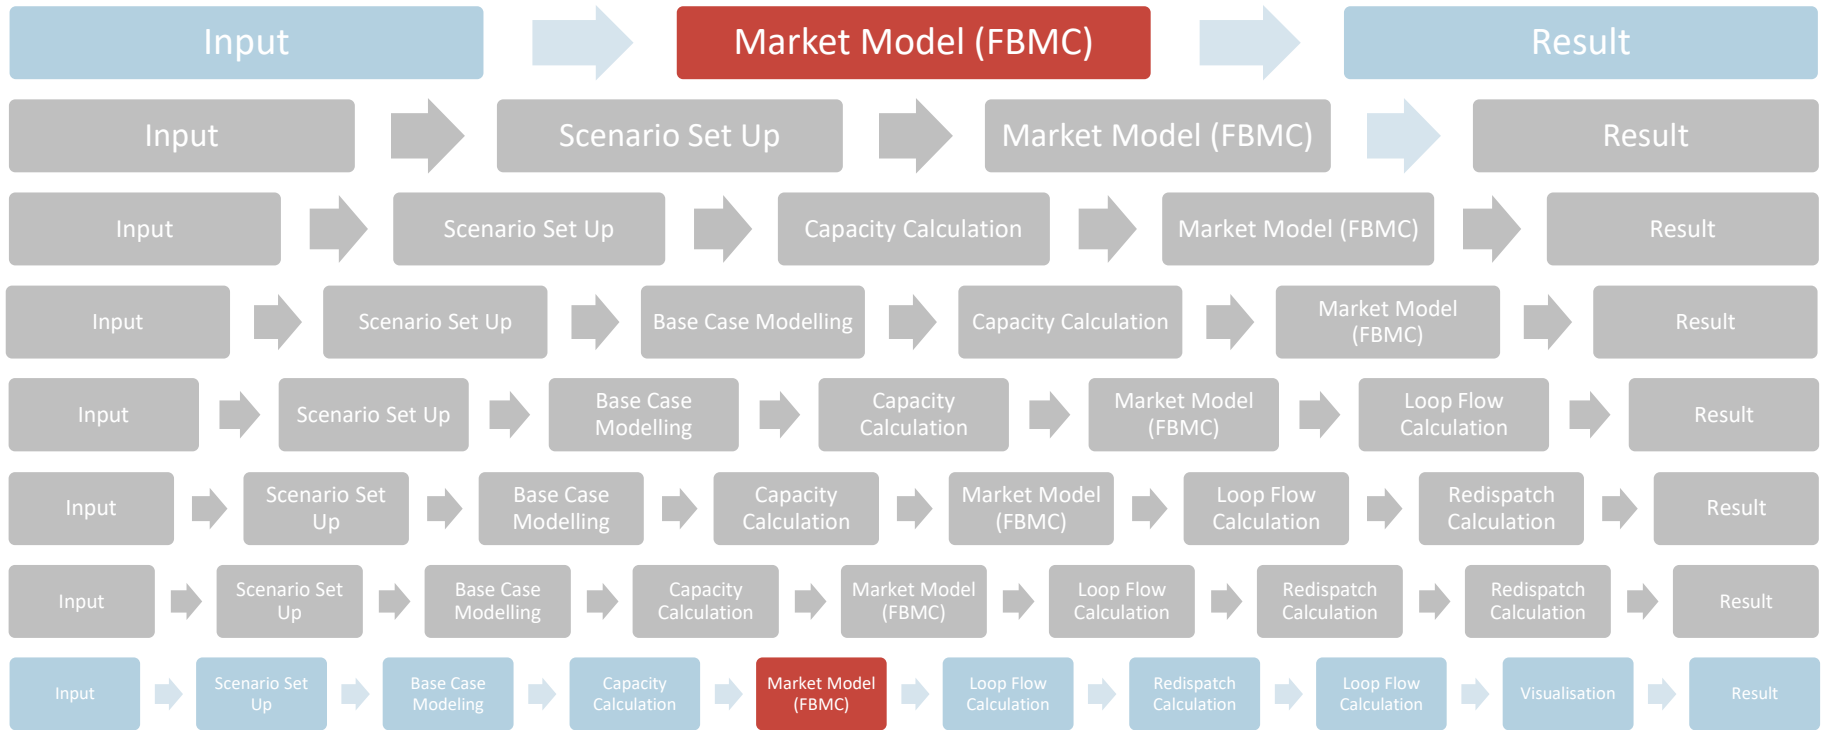 Input
Market Model (FBMC)
Result
Input
Scenario Set Up
Market Model (FBMC)
Result
Input
Scenario Set Up
Capacity Calculation
Market Model (FBMC)
Result
Input
Scenario Set Up
Base Case Modelling
Capacity Calculation
Market Model
(FBMC)
Result
Input
Scenario Set Up
Base Case
Modelling
Capacity
Calculation
Market Model
(FBMC)
Loop Flow
Calculation
Result
Input
Scenario Set
Up
Base Case
Modelling
Capacity
Calculation
Market Model
(FBMC)
Loop Flow
Calculation
Redispatch
Calculation
Result
Input
Scenario Set
Up
Base Case
Modelling
Capacity
Calculation
Market Model
(FBMC)
Loop Flow
Calculation
Redispatch
Calculation
Redispatch
Calculation
Result
Input
Scenario Set
Up
Base Case
Modeling
Capacity
Calculation
Market Model
(FBMC)
Loop Flow
Calculation
Redispatch
Calculation
Loop Flow
Calculation
Visualisation
Result